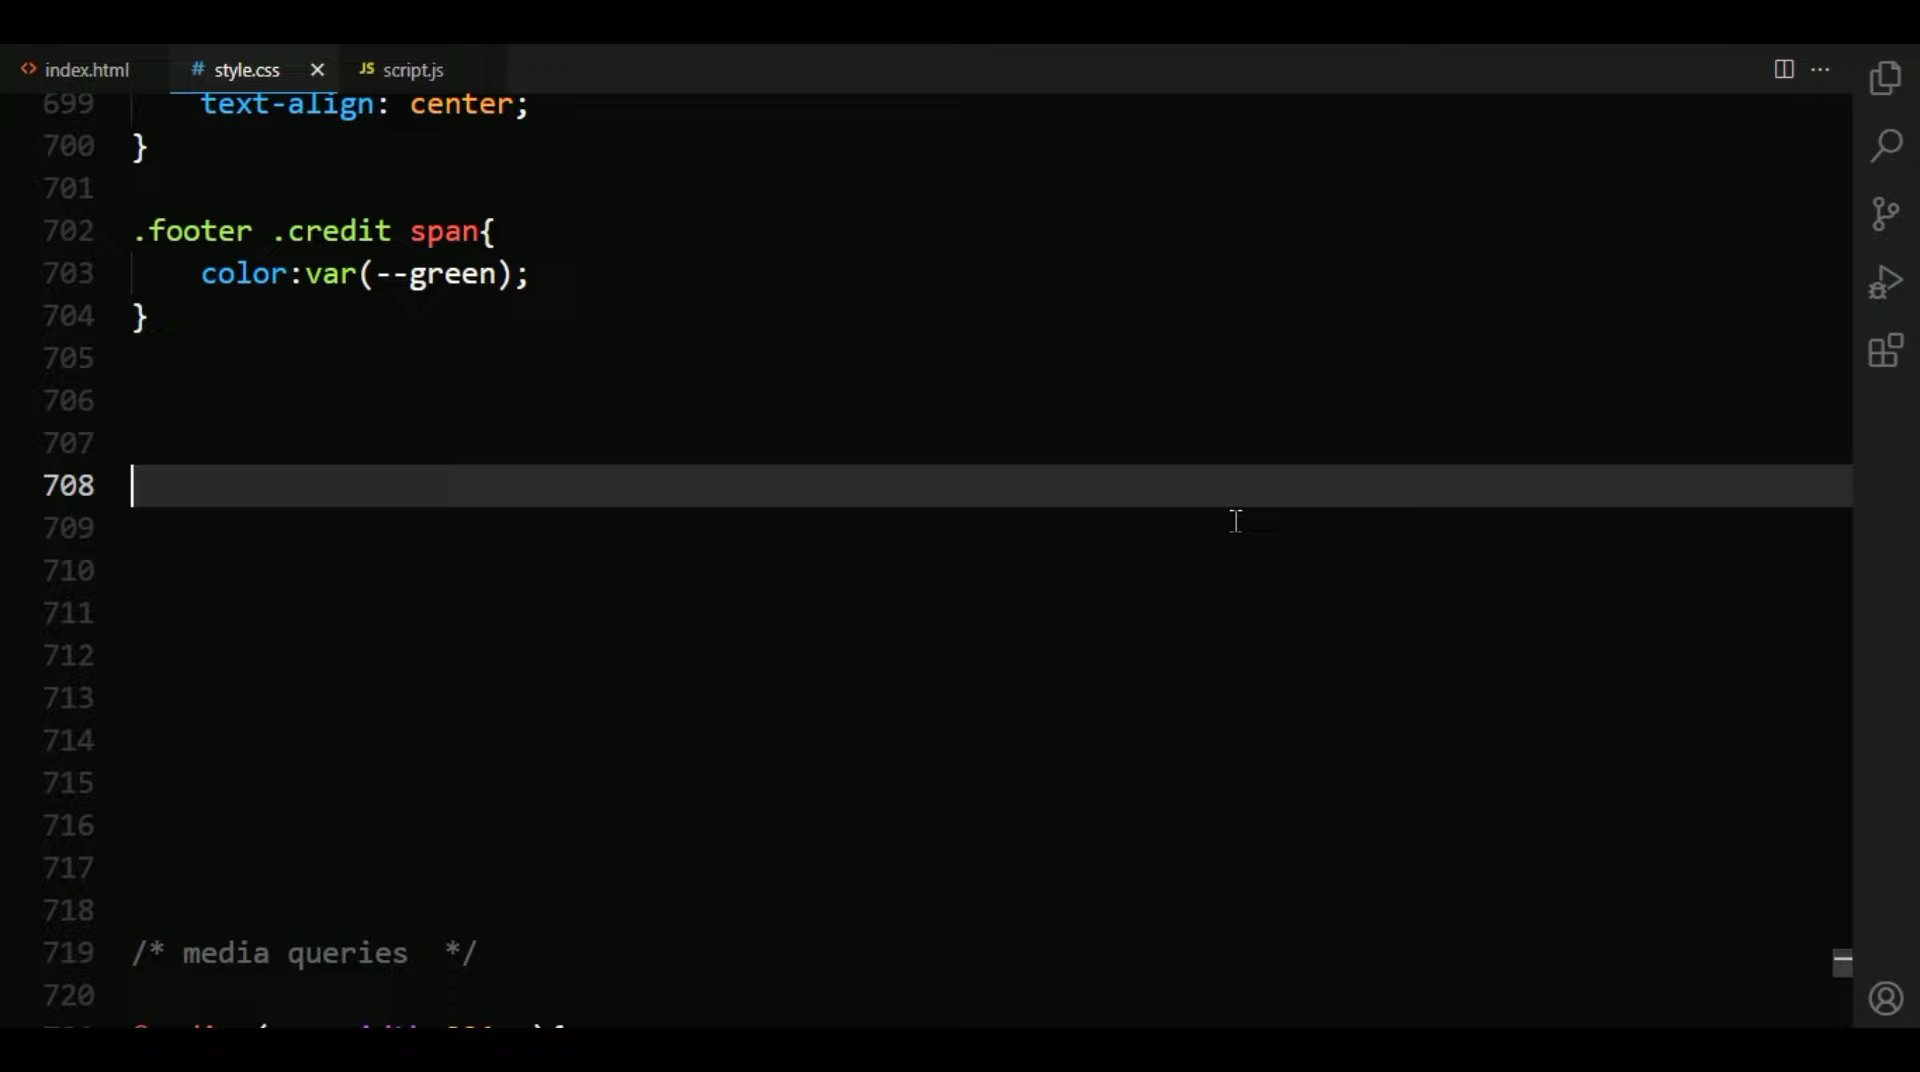 index.html
# style.css
JS script.js
699 text-align: center;
700 }
701
702 .footer .credit span{
703 color:var(--green);
704 }
705
706
707
708
709
710
711
712
713
714
715
716
717
718
719 /* media queries  */
720